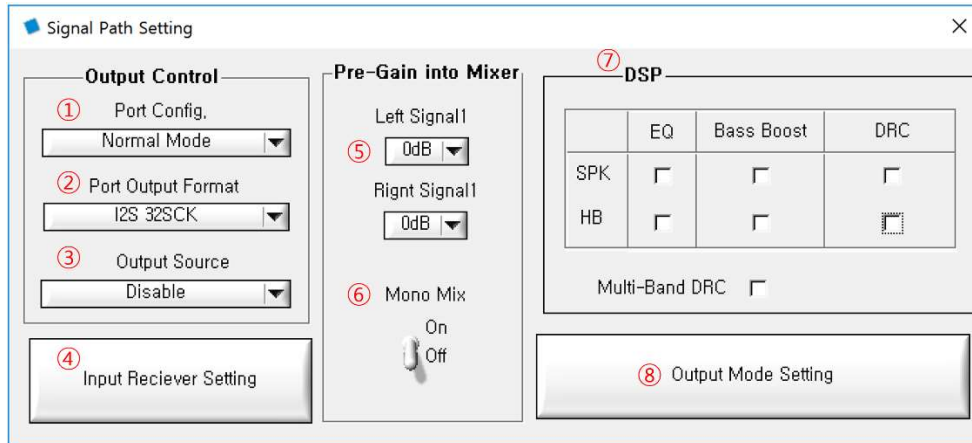 Signal Path Setting
Output Control
① Port Config.
Normal Mode
② Port Output Format
I2S 32SCK
③ Output Source
Disable
④ Input Reciever Setting
Pre-Gain into Mixer
Left Signal1
⑤ 0dB
Rignt Signal1
0dB
⑥ Mono Mix
On
Off
⑦ DSP
EQ Bass Boost DRC
SPK
HB
Multi-Band DRC
⑧ Output Mode Setting